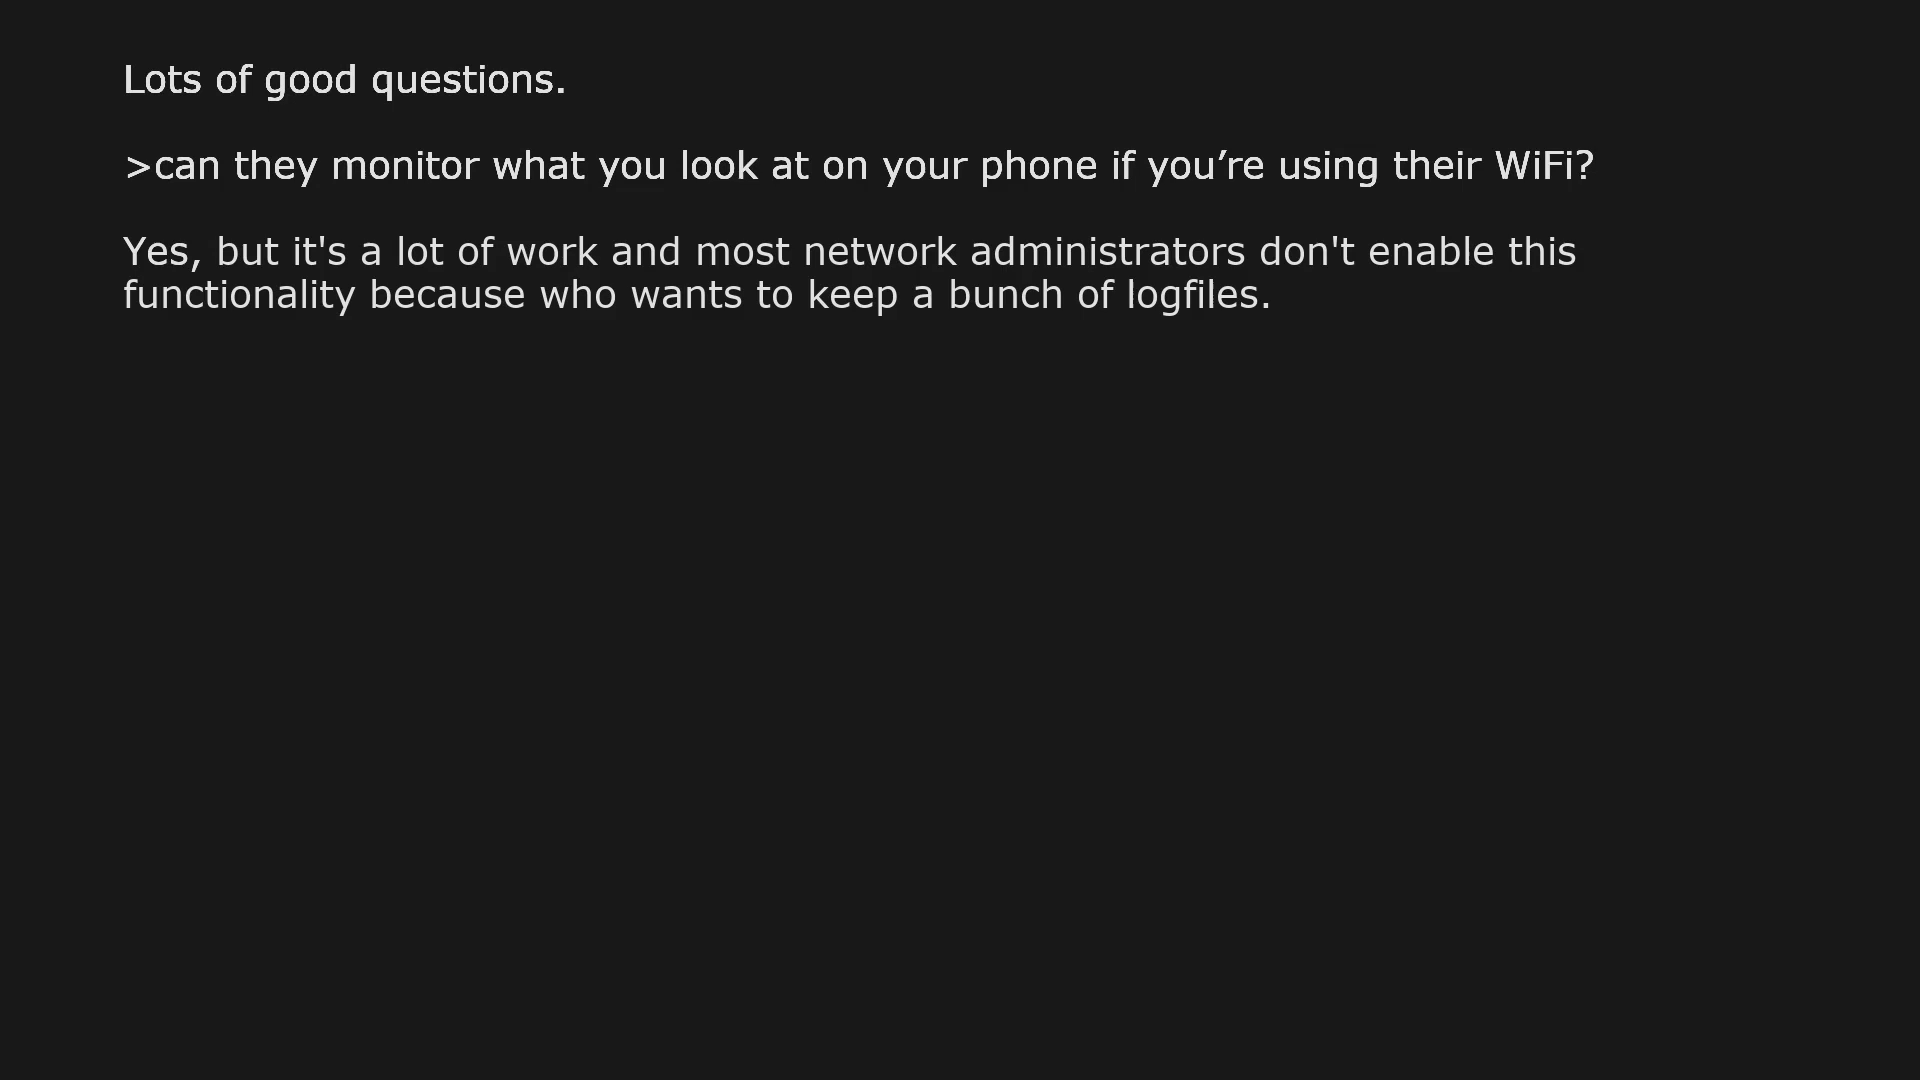 Lots of good questions.
>can they monitor what you look at on your phone if you’re using their WiFi?
Yes, but it's a lot of work and most network administrators don't enable this
functionality because who wants to keep a bunch of logfiles.